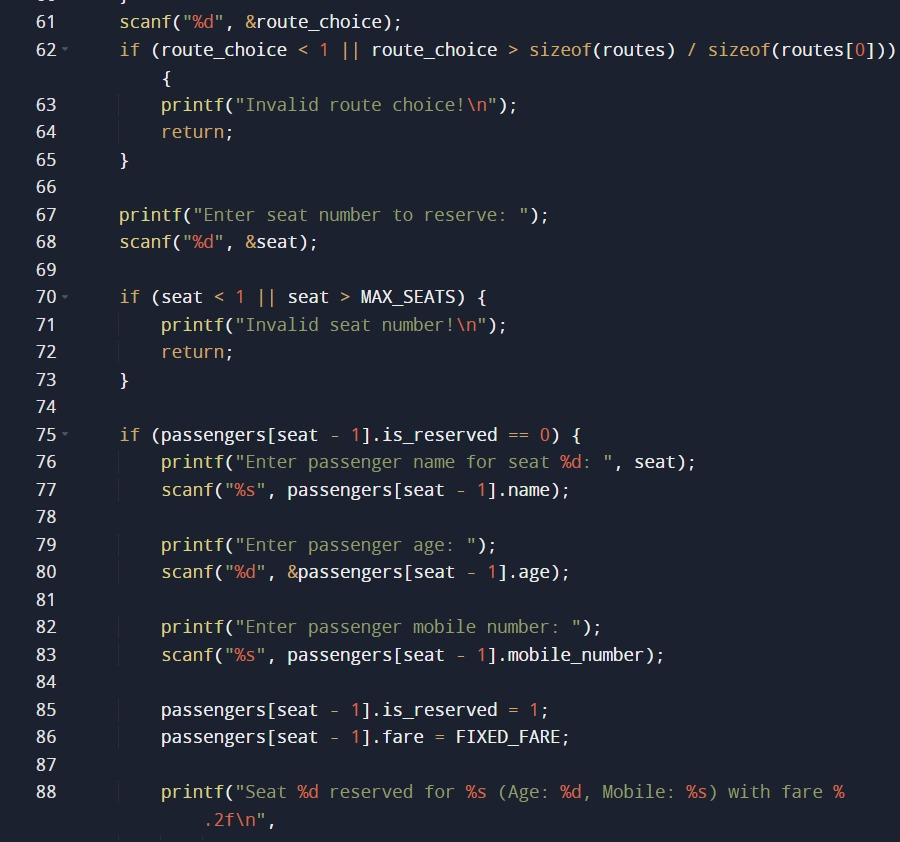 61 scanf("%d", &route_choice);
62 if (route_choice < 1 || route_choice > sizeof(routes) / sizeof(routes[0]))
{
63 printf("Invalid route choice!\n");
64 return;
65 }
66
67 printf("Enter seat number to reserve: ");
68 scanf("%d", &seat);
69
70 if (seat < 1 || seat > MAX_SEATS) {
71 printf("Invalid seat number!\n");
72 return;
73 }
74
75 if (passengers[seat - 1].is_reserved == 0) {
76 printf("Enter passenger name for seat %d: ", seat);
77 scanf("%s", passengers[seat - 1].name);
78
79 printf("Enter passenger age: ");
80 scanf("%d", &passengers[seat - 1].age);
81
82 printf("Enter passenger mobile number: ");
83 scanf("%s", passengers[seat - 1].mobile_number);
84
85 passengers[seat - 1].is_reserved = 1;
86 passengers[seat - 1].fare = FIXED_FARE;
87
88 printf("Seat %d reserved for %s (Age: %d, Mobile: %s) with fare %
.2f\n",